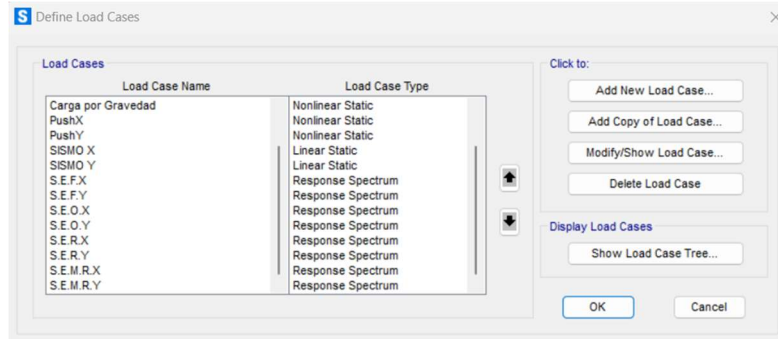 S Define Load Cases
Load Cases
Click to:
Load Case Name Load Case Type
Carga por Gravedad Nonlinear Static
PushX Nonlinear Static
PushY Nonlinear Static
SISMO X Linear Static
SISMO Y Linear Static
S.E.F.X Response Spectrum
S.E.F.Y Response Spectrum
S.E.O.X Response Spectrum
S.E.O.Y Response Spectrum
S.E.R.X Response Spectrum
S.E.R.Y Response Spectrum
S.E.M.R.X Response Spectrum
S.E.M.R.Y Response Spectrum
Add New Load Case...
Add Copy of Load Case...
Modify/Show Load Case...
Delete Load Case
Display Load Cases
Show Load Case Tree...
OK Cancel